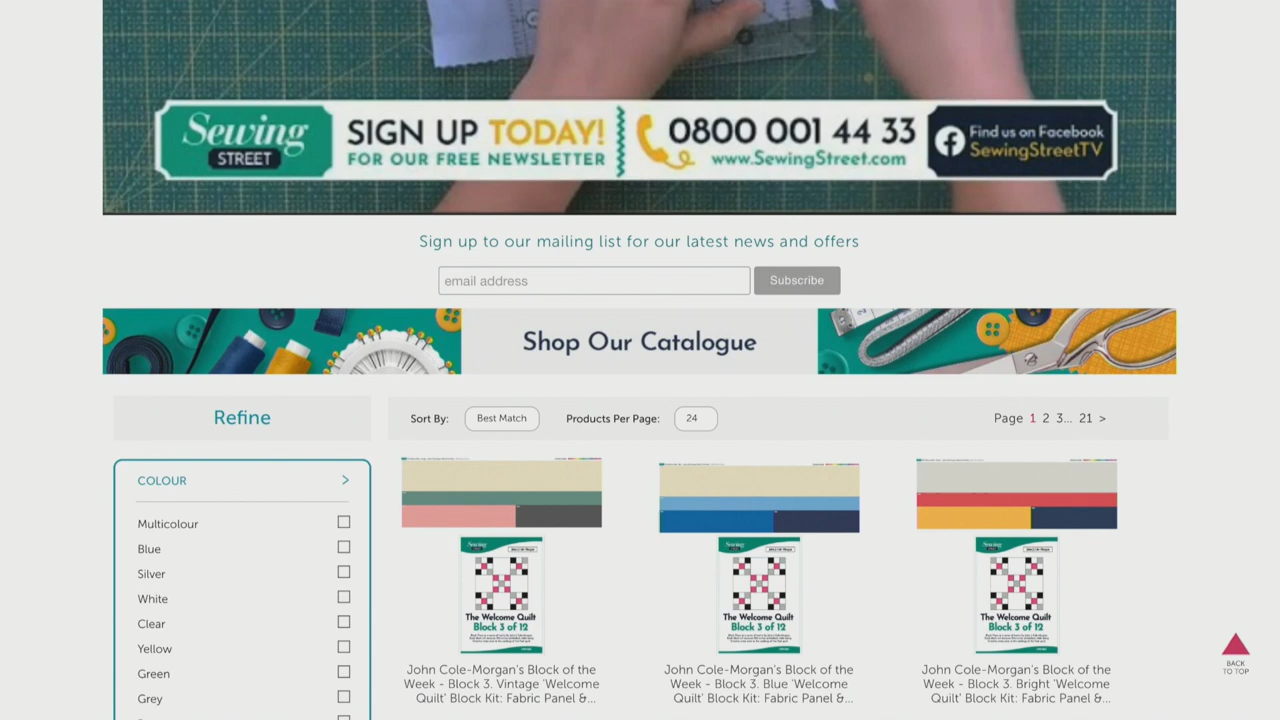 Sewing
STREET
SIGN UP TODAY!
FOR OUR FREE NEWSLETTER
0800 001 44 33
www.SewingStreet.com
Find us on Facebook
SewingStreetTV
Sign up to our mailing list for our latest news and offers
email address
Subscribe
Shop Our Catalogue
Refine
Sort By: Best Match Products Per Page: 24 Page 1 2 3... 21 >
COLOUR >
Multicolour
Blue
Silver
White
Clear
Yellow
Green
Grey
Sewing
The Welcome Quilt
Block 3 of 12
John Cole-Morgan's Block of the
Week - Block 3. Vintage 'Welcome
Quilt' Block Kit: Fabric Panel &...
Sewing
The Welcome Quilt
Block 3 of 12
John Cole-Morgan's Block of the
Week - Block 3. Blue 'Welcome
Quilt' Block Kit: Fabric Panel &...
Sewing
The Welcome Quilt
Block 3 of 12
John Cole-Morgan's Block of the
Week - Block 3. Bright 'Welcome
Quilt' Block Kit: Fabric Panel &...
BACK
TO TOP